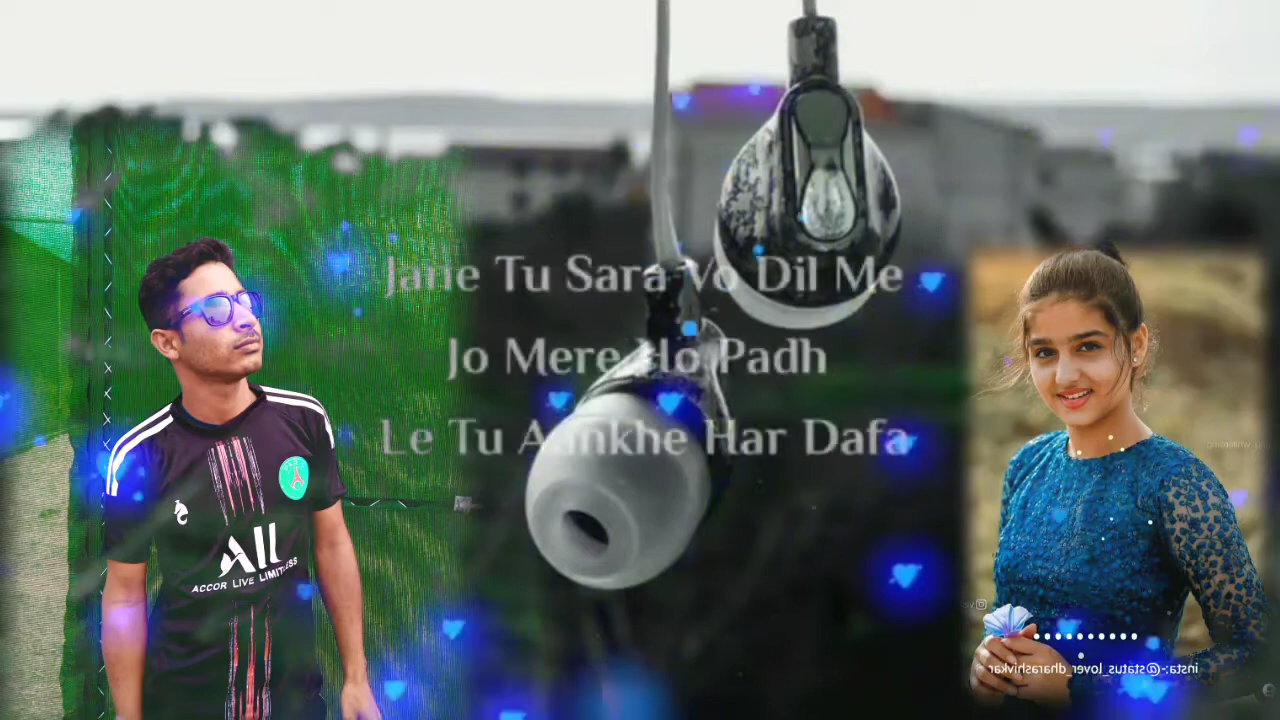 Jane Tu Sara Vo Dil Me
Jo Mere Ho Padh
Le Tu Aankhe Har Dafa
ALL
ACCOR LIVE LIMITLESS
insta:-@status_lover_dharashivkar